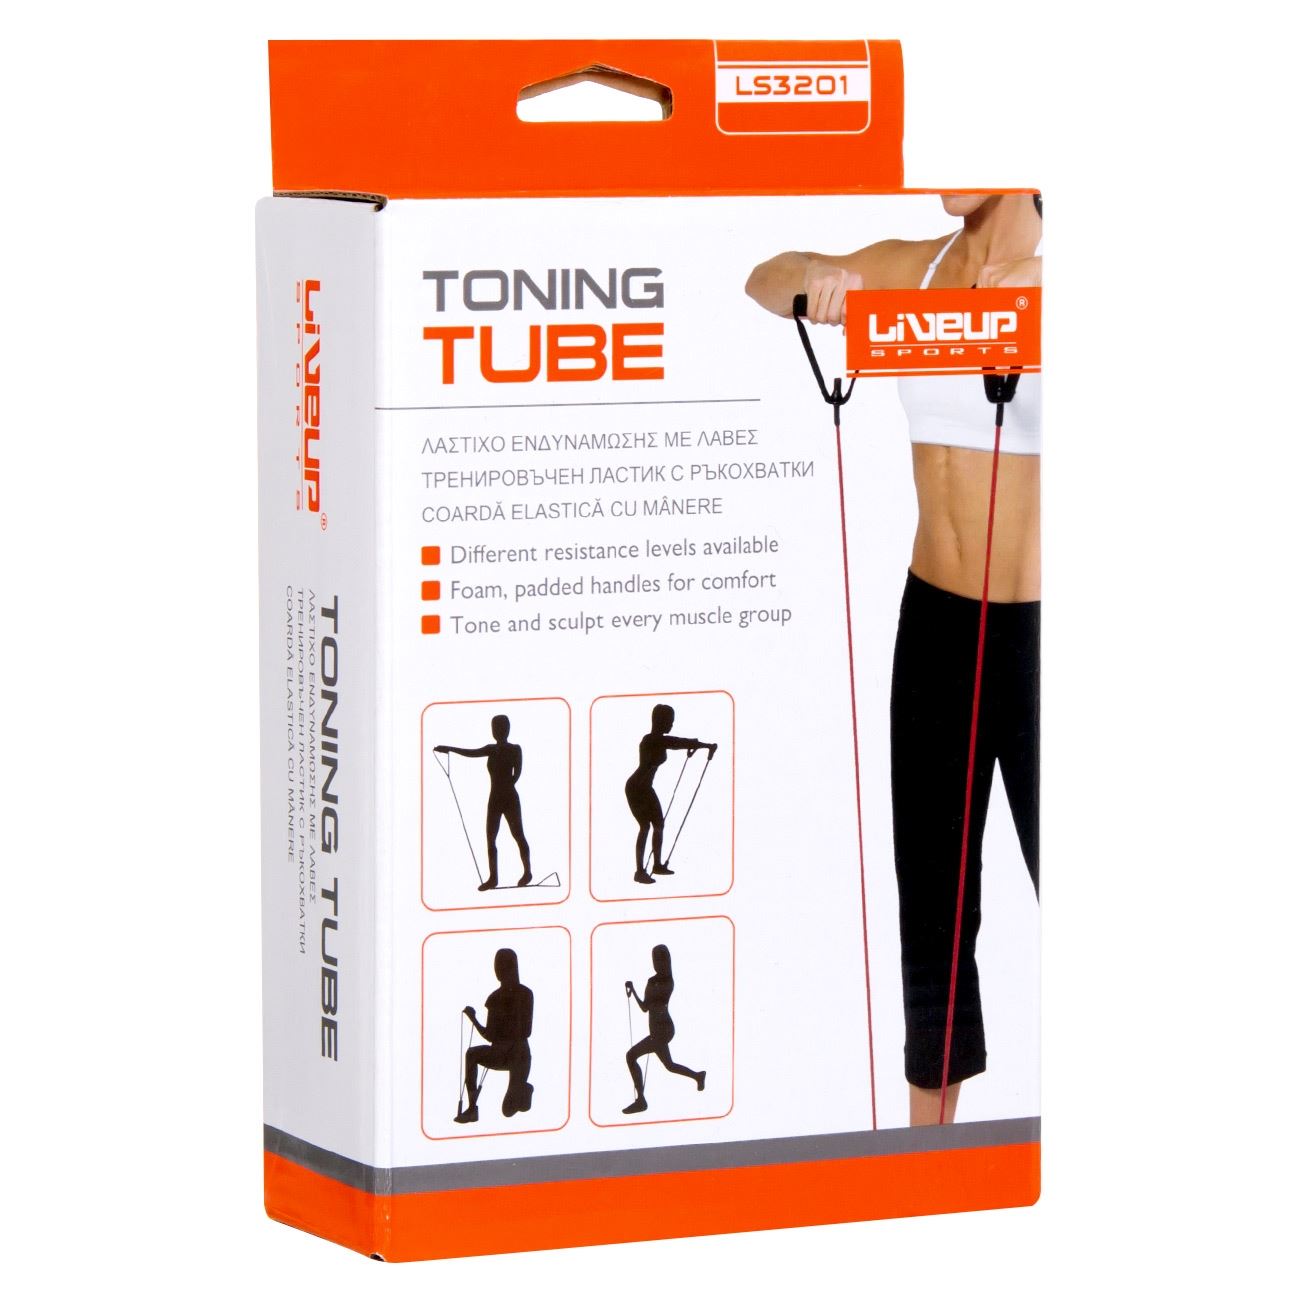 LS3201
TONING
TUBE
LiVeUP®
SPORTS
ΛΑΣΤΙΧΟ ΕΝΔΥΝΑΜΩΣΗΣ ΜΕ ΛΑΒΕΣ
ТРЕНИРОВЪЧЕН ЛАСТИК С РЪКОХВАТКИ
COARDĂ ELASTICĂ CU MÂNERE
Different resistance levels available
Foam, padded handles for comfort
Tone and sculpt every muscle group
LiVeUP®
SPORTS
TONING TUBE
ΛΑΣΤΙΧΟ ΕΝΔΥΝΑΜΩΣΗΣ ΜΕ ΛΑΒΕΣ
ТРЕНИРОВЪЧЕН ЛАСТИК С РЪКОХВАТКИ
COARDĂ ELASTICĂ CU MÂNERE